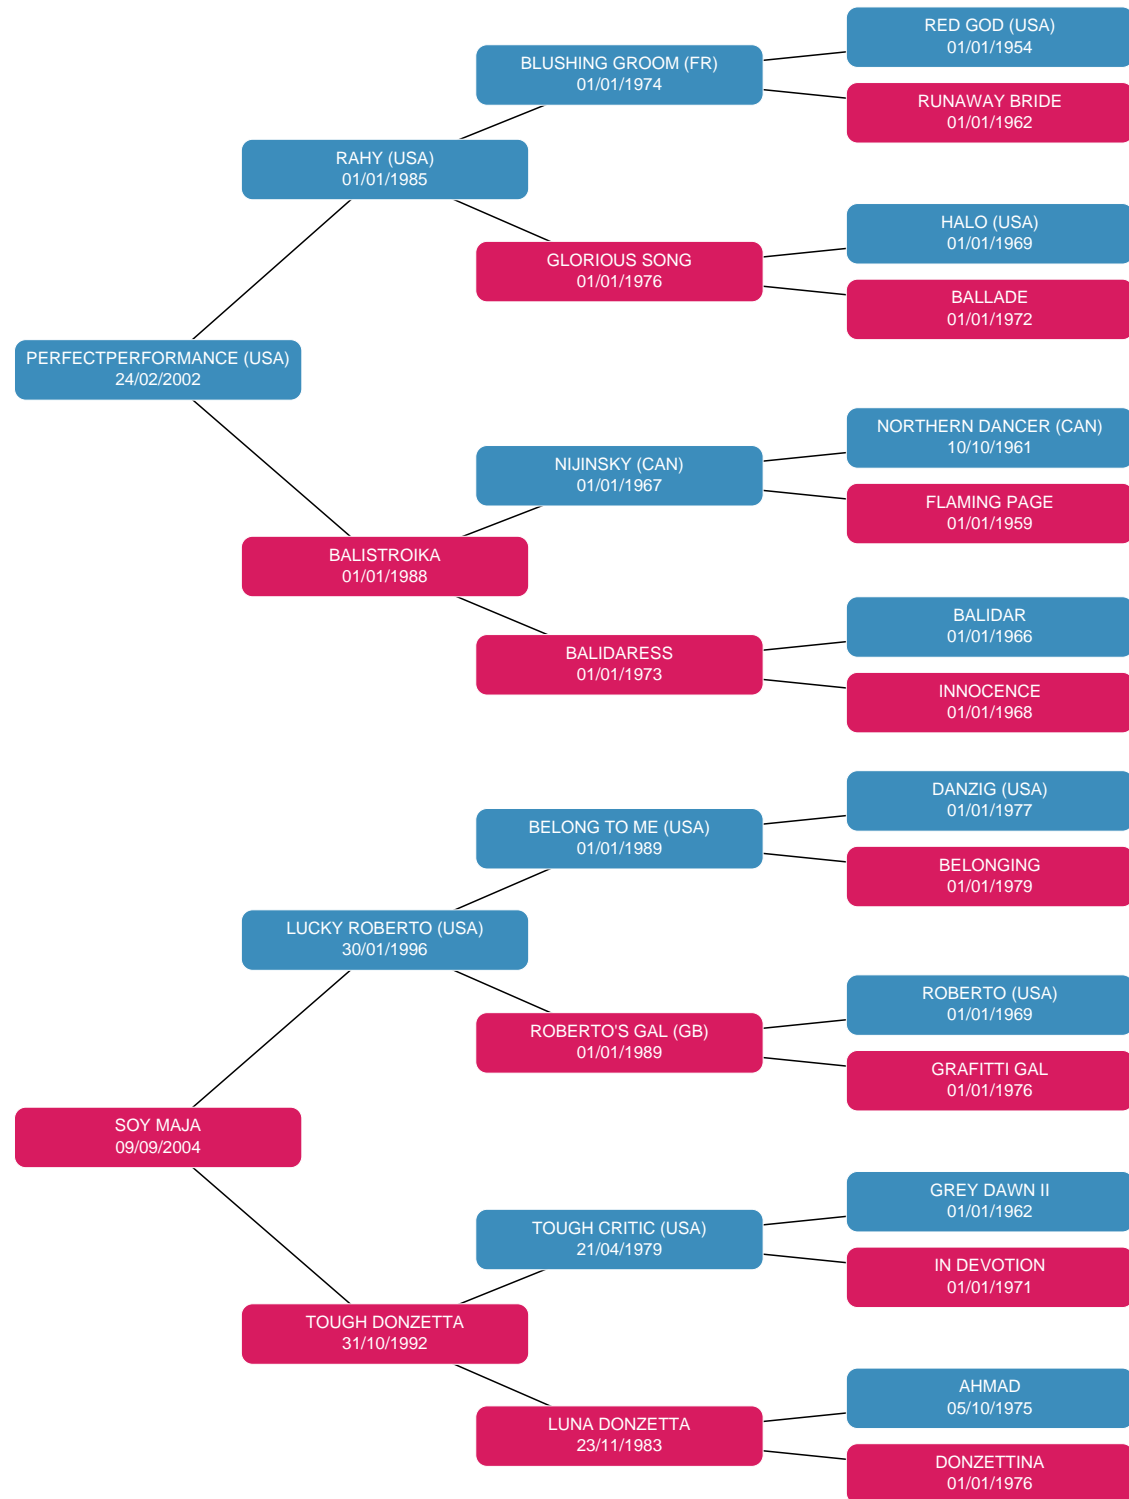 RED GOD (USA)
01/01/1954
BLUSHING GROOM (FR)
01/01/1974
RUNAWAY BRIDE
01/01/1962
RAHY (USA)
01/01/1985
HALO (USA)
01/01/1969
GLORIOUS SONG
01/01/1976
BALLADE
01/01/1972
PERFECTPERFORMANCE (USA)
24/02/2002
NORTHERN DANCER (CAN)
10/10/1961
NIJINSKY (CAN)
01/01/1967
FLAMING PAGE
01/01/1959
BALISTROIKA
01/01/1988
BALIDAR
01/01/1966
BALIDARESS
01/01/1973
INNOCENCE
01/01/1968
DANZIG (USA)
01/01/1977
BELONG TO ME (USA)
01/01/1989
BELONGING
01/01/1979
LUCKY ROBERTO (USA)
30/01/1996
ROBERTO (USA)
01/01/1969
ROBERTO'S GAL (GB)
01/01/1989
GRAFITTI GAL
01/01/1976
SOY MAJA
09/09/2004
GREY DAWN II
01/01/1962
TOUGH CRITIC (USA)
21/04/1979
IN DEVOTION
01/01/1971
TOUGH DONZETTA
31/10/1992
AHMAD
05/10/1975
LUNA DONZETTA
23/11/1983
DONZETTINA
01/01/1976